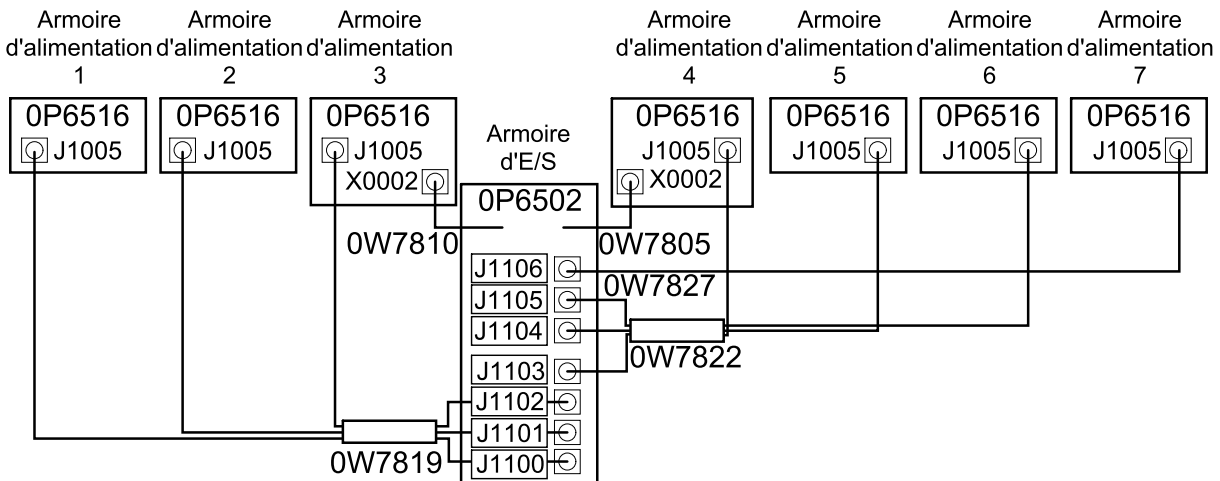 Armoire d'alimentation 1
Armoire d'alimentation 2
Armoire d'alimentation 3
Armoire d'alimentation 4
Armoire d'alimentation 5
Armoire d'alimentation 6
Armoire d'alimentation 7
0P6516
J1005
0P6516
J1005
0P6516
J1005
X0002
Armoire
d'E/S
0P6502
0P6516
J1005
X0002
0P6516
J1005
0P6516
J1005
0P6516
J1005
0W7810
0W7805
J1106
0W7827
J1105
J1104
0W7822
J1103
J1102
J1101
0W7819
J1100